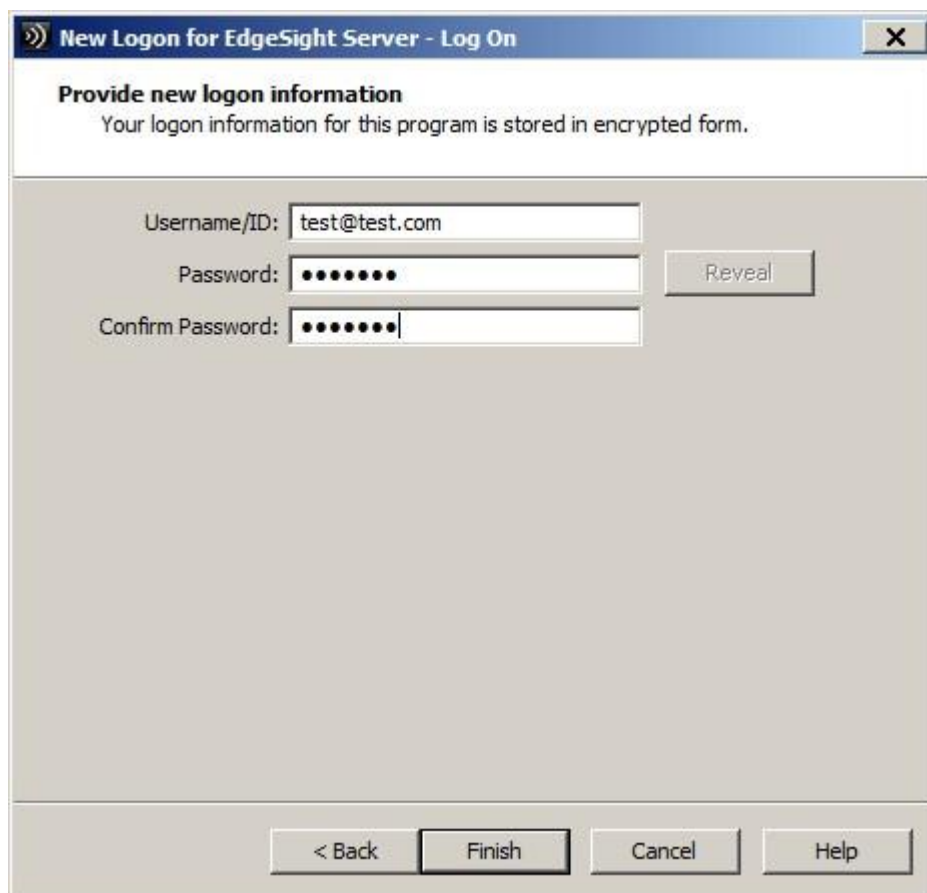 New Logon for EdgeSight Server - Log On
Provide new logon information
Your logon information for this program is stored in encrypted form.
Username/ID: test@test.com
Password: ●●●●●●● Reveal
Confirm Password: ●●●●●●●
< Back Finish Cancel Help